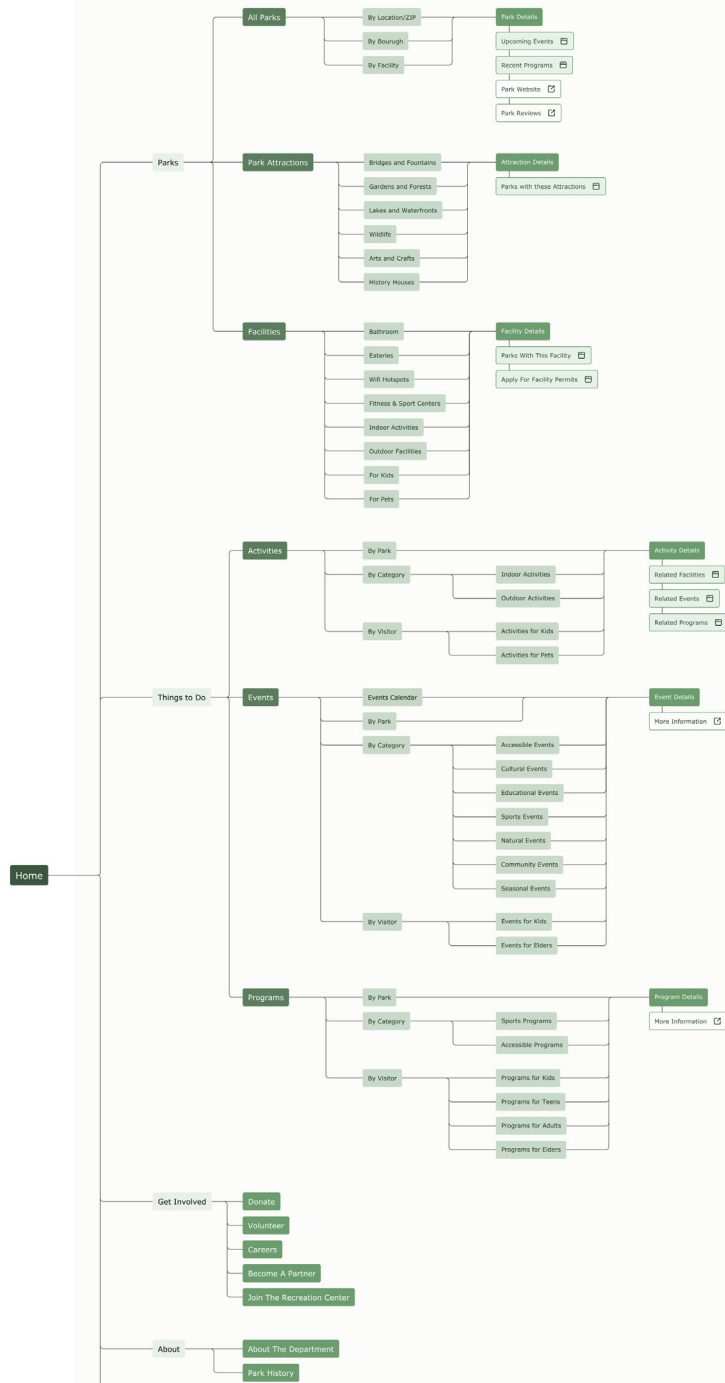 All Parks
By Location/ZIP
Park Details
By Bourugh
Upcoming Events
By Facility
Recent Programs
Park Website
Park Reviews
Parks
Park Attractions
Bridges and Fountains
Attraction Details
Gardens and Forests
Parks with these Attractions
Lakes and Waterfronts
Wildlife
Arts and Crafts
History Houses
Facilities
Bathroom
Facility Details
Eateries
Parks With This Facility
Wifi Hotspots
Apply For Facility Permits
Fitness & Sport Centers
Indoor Activities
Outdoor Facilities
For Kids
For Pets
Activities
By Park
Activity Details
By Category
Indoor Activities
Related Facilities
Outdoor Activities
Related Events
By Visitor
Activities for Kids
Related Programs
Activities for Pets
Things to Do
Events
Events Calendar
Event Details
By Park
More Information
By Category
Accessible Events
Cultural Events
Educational Events
Sports Events
Natural Events
Community Events
Home
Seasonal Events
By Visitor
Events for Kids
Events for Elders
Programs
By Park
Program Details
By Category
Sports Programs
More Information
Accessible Programs
By Visitor
Programs for Kids
Programs for Teens
Programs for Adults
Programs for Elders
Get Involved
Donate
Volunteer
Careers
Become A Partner
Join The Recreation Center
About
About The Department
Park History